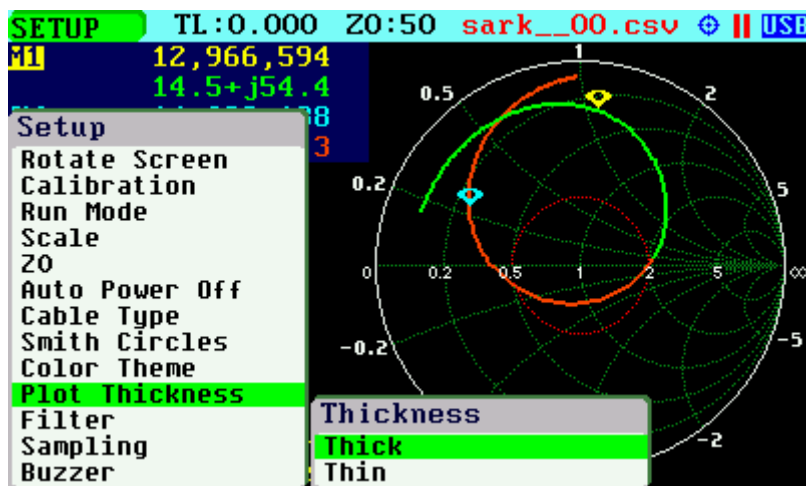 SETUP TL:0.000 Z0:50 sark__00.csv USB
M1 12,966,594
14.5+j54.4
Setup
Rotate Screen
Calibration
Run Mode
Scale
Z0
Auto Power Off
Cable Type
Smith Circles
Color Theme
Plot Thickness
Filter
Sampling
Buzzer
Thickness
Thick
Thin
1
0.5
2
0.2
5
0
0.2
0.5
1
2
5
∞
-0.2
-5
-2